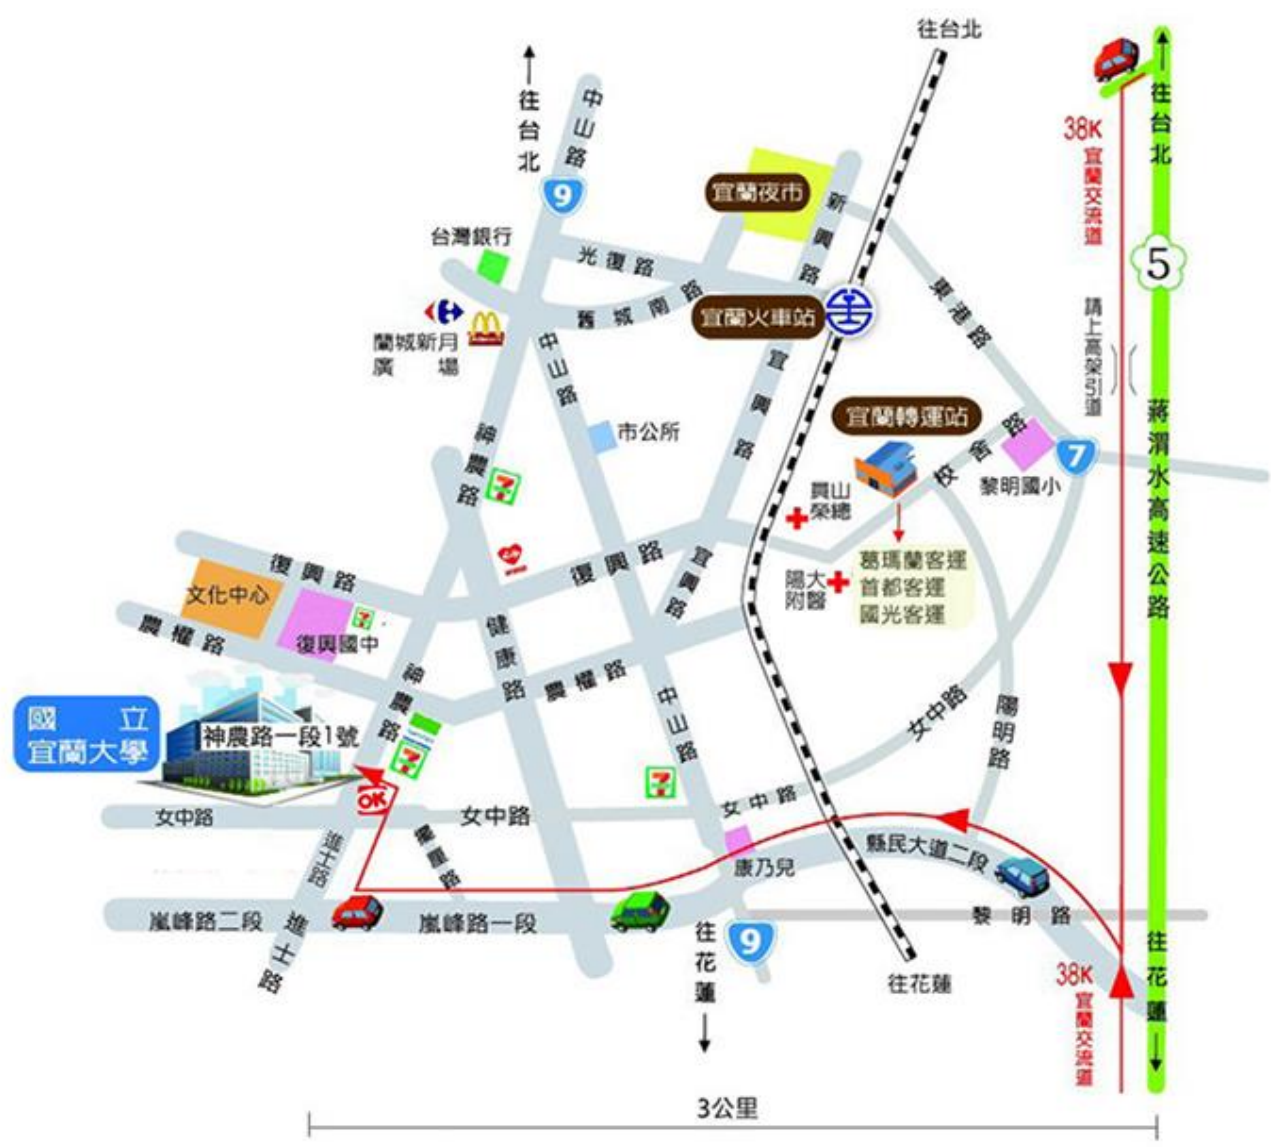 往台北
往台北
中山路
9
往台北
38K
宜蘭交流道
宜蘭夜市
新興路
台灣銀行
光復路
5
東港路
舊城南路
宜蘭火車站
請上高架引道
蘭城新月
廣場
中山路
宜興路
宜蘭轉運站
蔣渭水高速公路
神農路
7
市公所
校舍路
7
黎明國小
員山
榮總
復興路
復興路
宜興路
陽大
附醫
葛瑪蘭客運
首都客運
國光客運
文化中心
7
復興國中
農權路
健康路
農權路
神農路
中山路
女中路
陽明路
國立
宜蘭大學
神農路一段1號
7
7
OK
女中路
女中路
女中路
進士路
縣民大道二段
康乃兒
嵐峰路二段
進士路
嵐峰路一段
黎明路
往花蓮
9
往花蓮
往花蓮
38K
宜蘭交流道
3公里